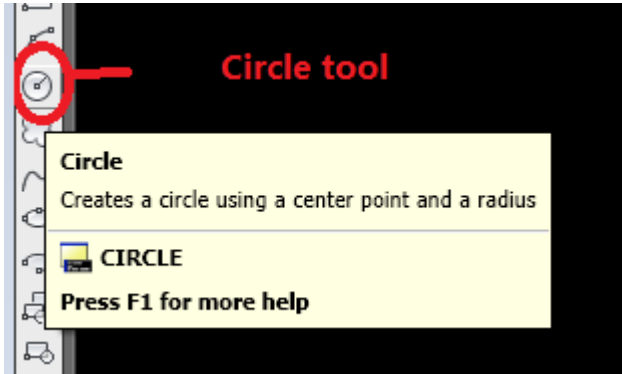 Circle tool
Circle
Creates a circle using a center point and a radius
CIRCLE
Press F1 for more help